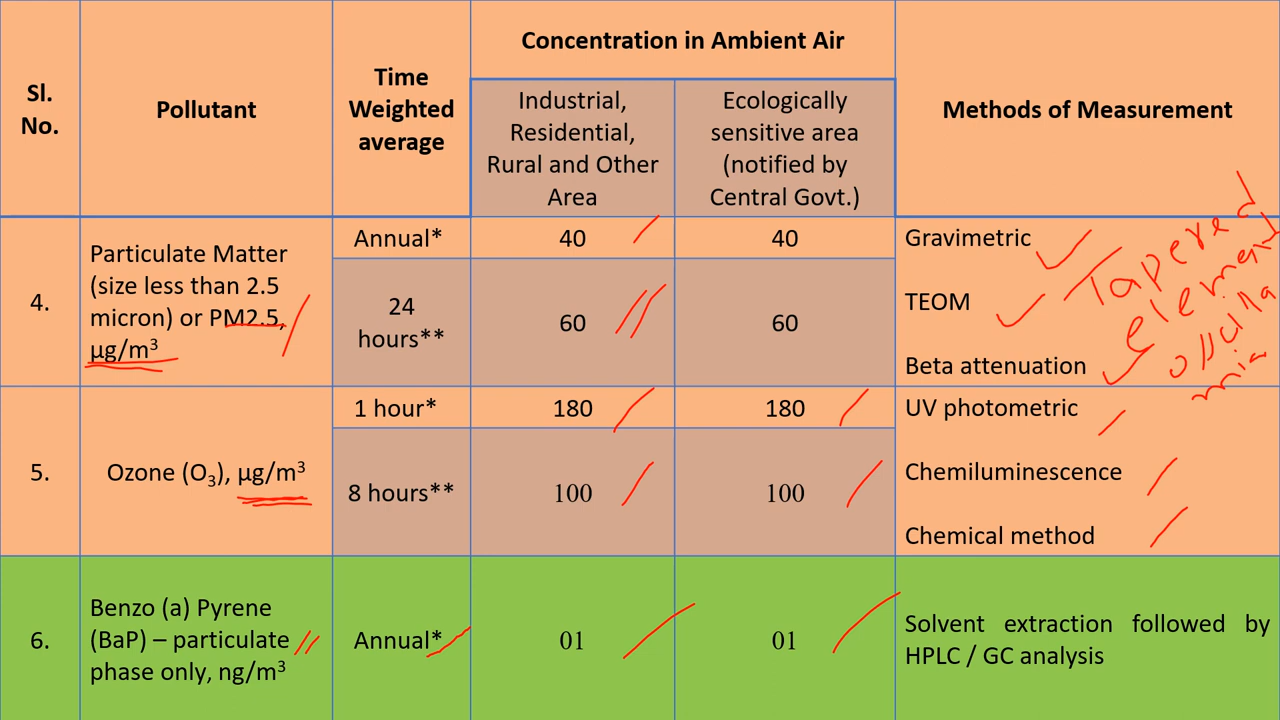 Sl.
No.
Pollutant
Time
Weighted
average
Concentration in Ambient Air
Industrial,
Residential,
Rural and Other
Area
Ecologically
sensitive area
(notified by
Central Govt.)
Methods of Measurement
4.
Particulate Matter
(size less than 2.5
micron) or PM2.5,
µg/m³
Annual*
40
40
24
hours**
60
60
Gravimetric
TEOM
Beta attenuation
Tapered
element
5.
Ozone (O₃), µg/m³
1 hour*
180
180
8 hours**
100
100
UV photometric
Chemiluminescence
Chemical method
6.
Benzo (a) Pyrene
(BaP) – particulate
phase only, ng/m³
Annual*
01
01
Solvent extraction followed by
HPLC / GC analysis